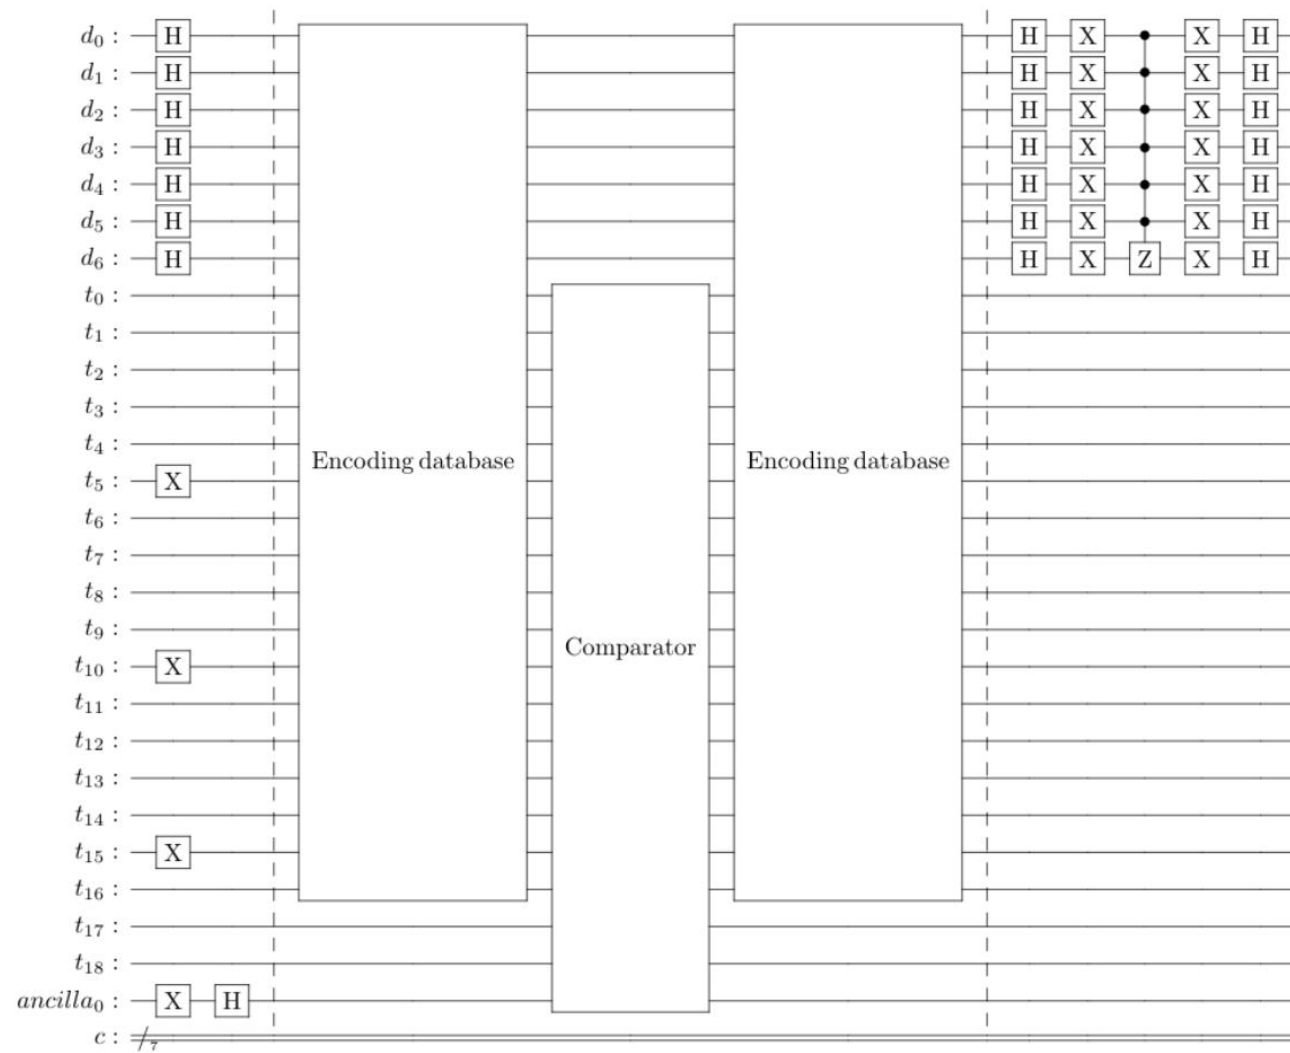 d₀ : H H X X H
d₁ : H H X X H
d₂ : H H X X H
d₃ : H H X X H
d₄ : H H X X H
d₅ : H H X X H
d₆ : H H X Z X H
t₀ :
t₁ :
t₂ :
t₃ :
t₄ :
Encoding database Encoding database
t₅ : X
t₆ :
t₇ :
t₈ :
t₉ :
Comparator
t₁₀ : X
t₁₁ :
t₁₂ :
t₁₃ :
t₁₄ :
t₁₅ : X
t₁₆ :
t₁₇ :
t₁₈ :
ancilla₀ : X H
c : / 7